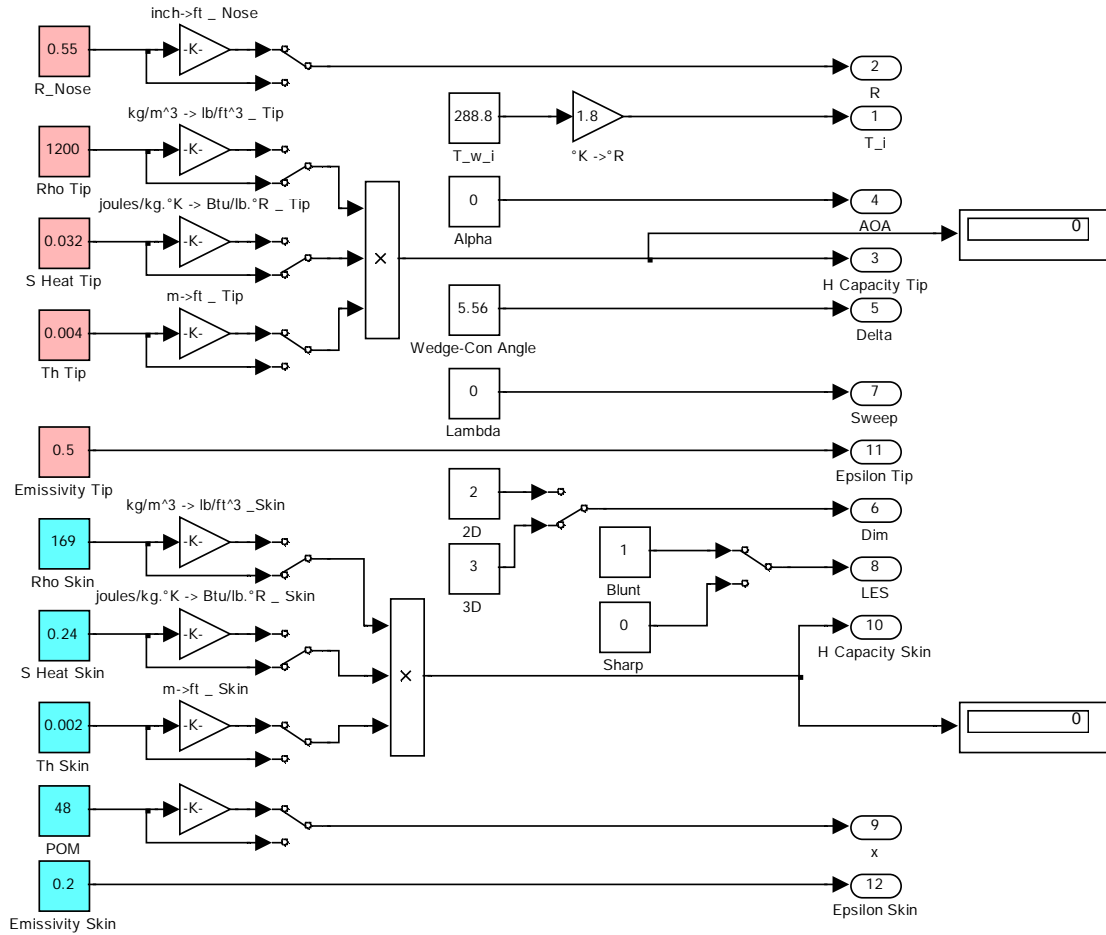 inch->ft _ Nose
0.55
-K-
R_Nose
2
R
kg/m^3 -> lb/ft^3 _ Tip
1200
-K-
Rho Tip
288.8
T_w_i
1.8
°K ->°R
1
T_i
joules/kg.°K -> Btu/lb.°R _ Tip
0.032
-K-
S Heat Tip
0
Alpha
4
AOA
0
×
3
H Capacity Tip
m->ft _ Tip
0.004
-K-
Th Tip
5.56
Wedge-Con Angle
5
Delta
0
Lambda
7
Sweep
0.5
Emissivity Tip
11
Epsilon Tip
kg/m^3 -> lb/ft^3 _Skin
169
-K-
Rho Skin
2
2D
6
Dim
3
3D
1
Blunt
8
LES
joules/kg.°K -> Btu/lb.°R _ Skin
0.24
-K-
S Heat Skin
0
Sharp
10
H Capacity Skin
×
m->ft _ Skin
0.002
-K-
Th Skin
0
48
-K-
POM
9
x
0.2
Emissivity Skin
12
Epsilon Skin